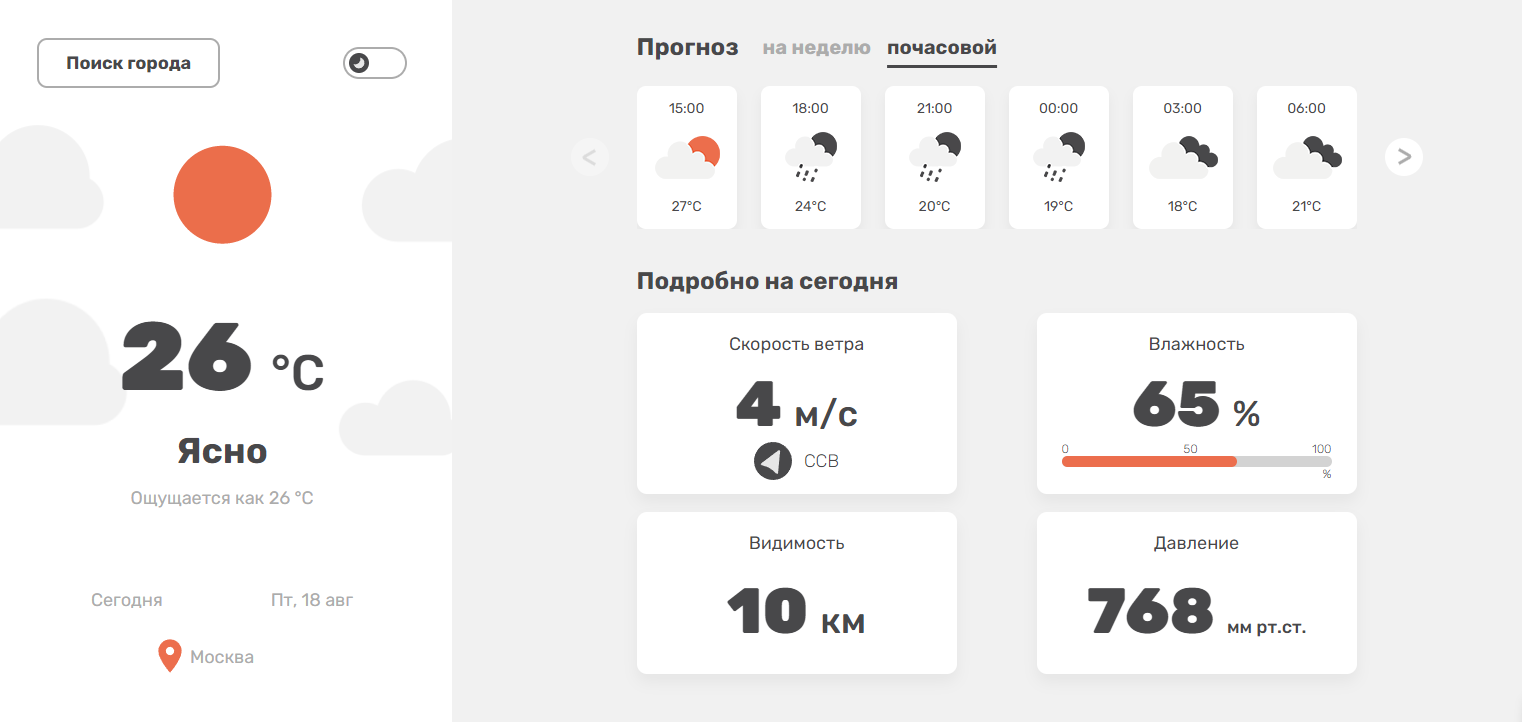 Поиск города
26 °C
Ясно
Ощущается как 26 °C
Сегодня Пт, 18 авг
Москва
Прогноз на неделю почасовой
15:00 18:00 21:00 00:00 03:00 06:00
< >
27°C 24°C 20°C 19°C 18°C 21°C
Подробно на сегодня
Скорость ветра
4 м/с
ССВ
Влажность
65 %
0 50 100
%
Видимость
10 км
Давление
768 мм рт.ст.